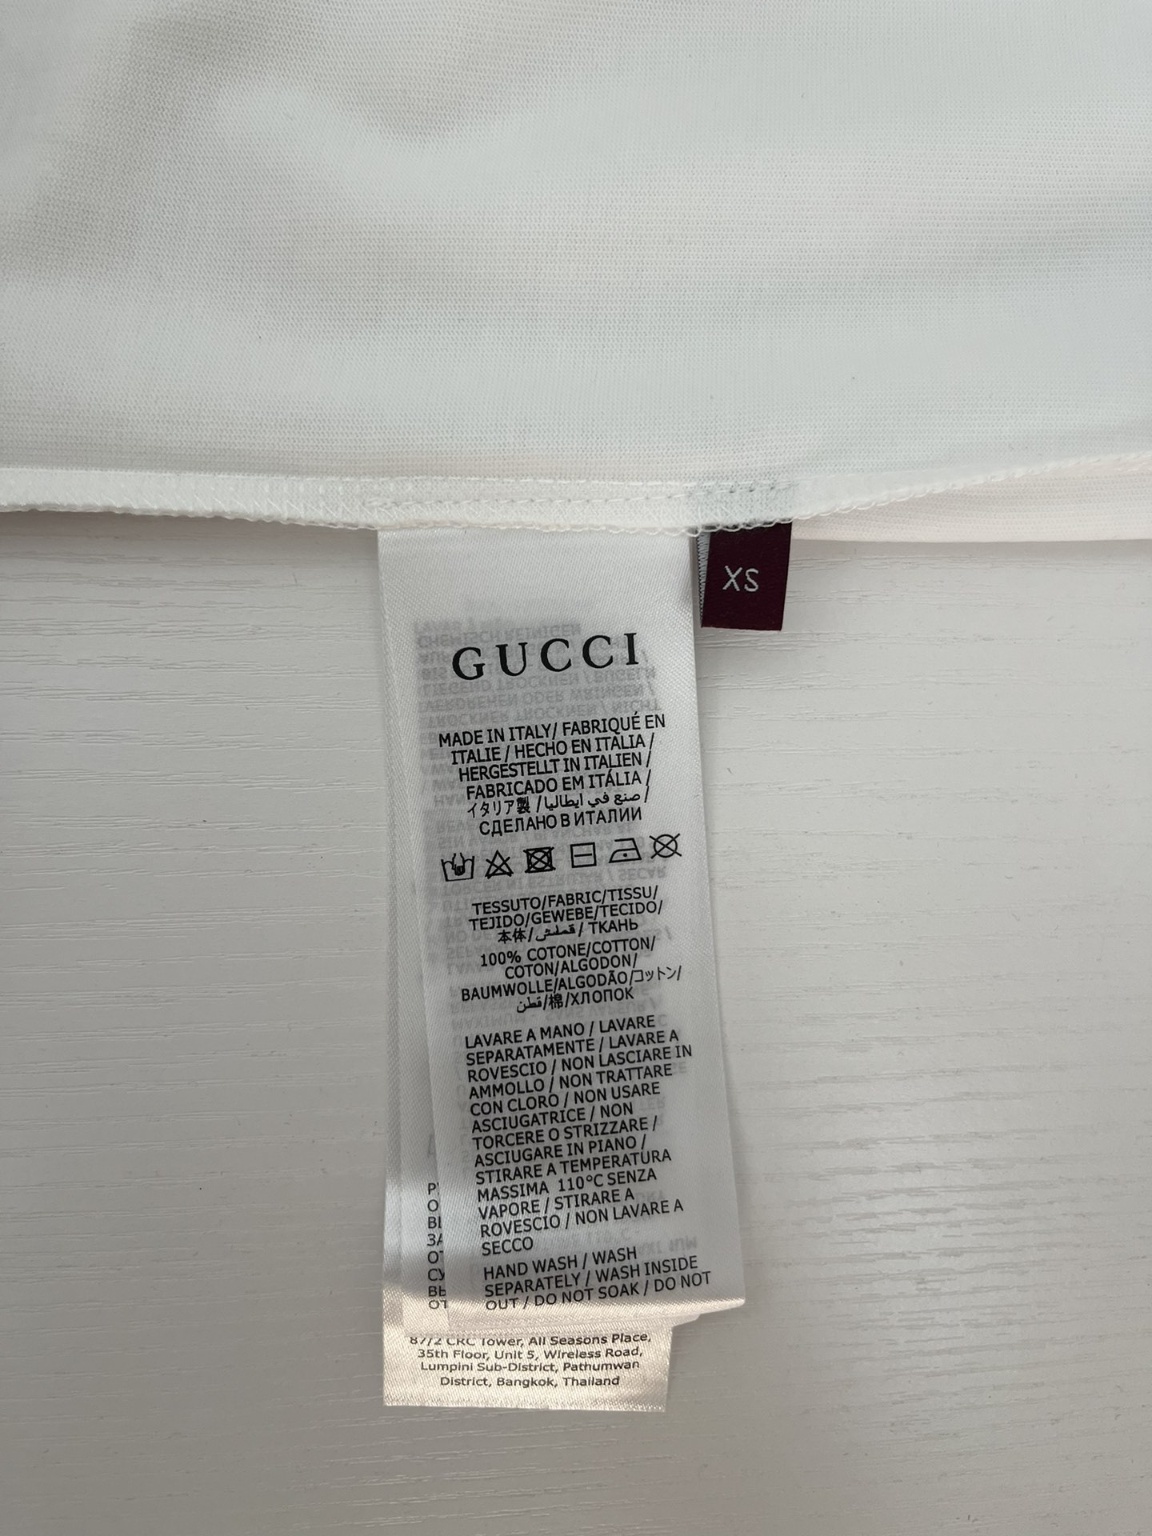 XS
GUCCI
MADE IN ITALY/ FABRIQUÉ EN
ITALIE / HECHO EN ITALIA /
HERGESTELLT IN ITALIEN /
FABRICADO EM ITÁLIA /
イタリア製 / صنع في ايطاليا /
СДЕЛАНО В ИТАЛИИ
TESSUTO/FABRIC/TISSU/
TEJIDO/GEWEBE/TECIDO/
本体/قملش/ ТКАНЬ
100% COTONE/COTTON/
COTON/ALGODON/
BAUMWOLLE/ALGODÃO/コットン/
قطن/棉/ХЛОПОК
LAVARE A MANO / LAVARE
SEPARATAMENTE / LAVARE A
ROVESCIO / NON LASCIARE IN
AMMOLLO / NON TRATTARE
CON CLORO / NON USARE
ASCIUGATRICE / NON
TORCERE O STRIZZARE /
ASCIUGARE IN PIANO /
STIRARE A TEMPERATURA
MASSIMA 110°C SENZA
VAPORE / STIRARE A
ROVESCIO / NON LAVARE A
SECCO
HAND WASH / WASH
SEPARATELY / WASH INSIDE
OUT / DO NOT SOAK / DO NOT
87/2 CRC Tower, All Seasons Place,
35th Floor, Unit 5, Wireless Road,
Lumpini Sub-District, Pathumwan
District, Bangkok, Thailand